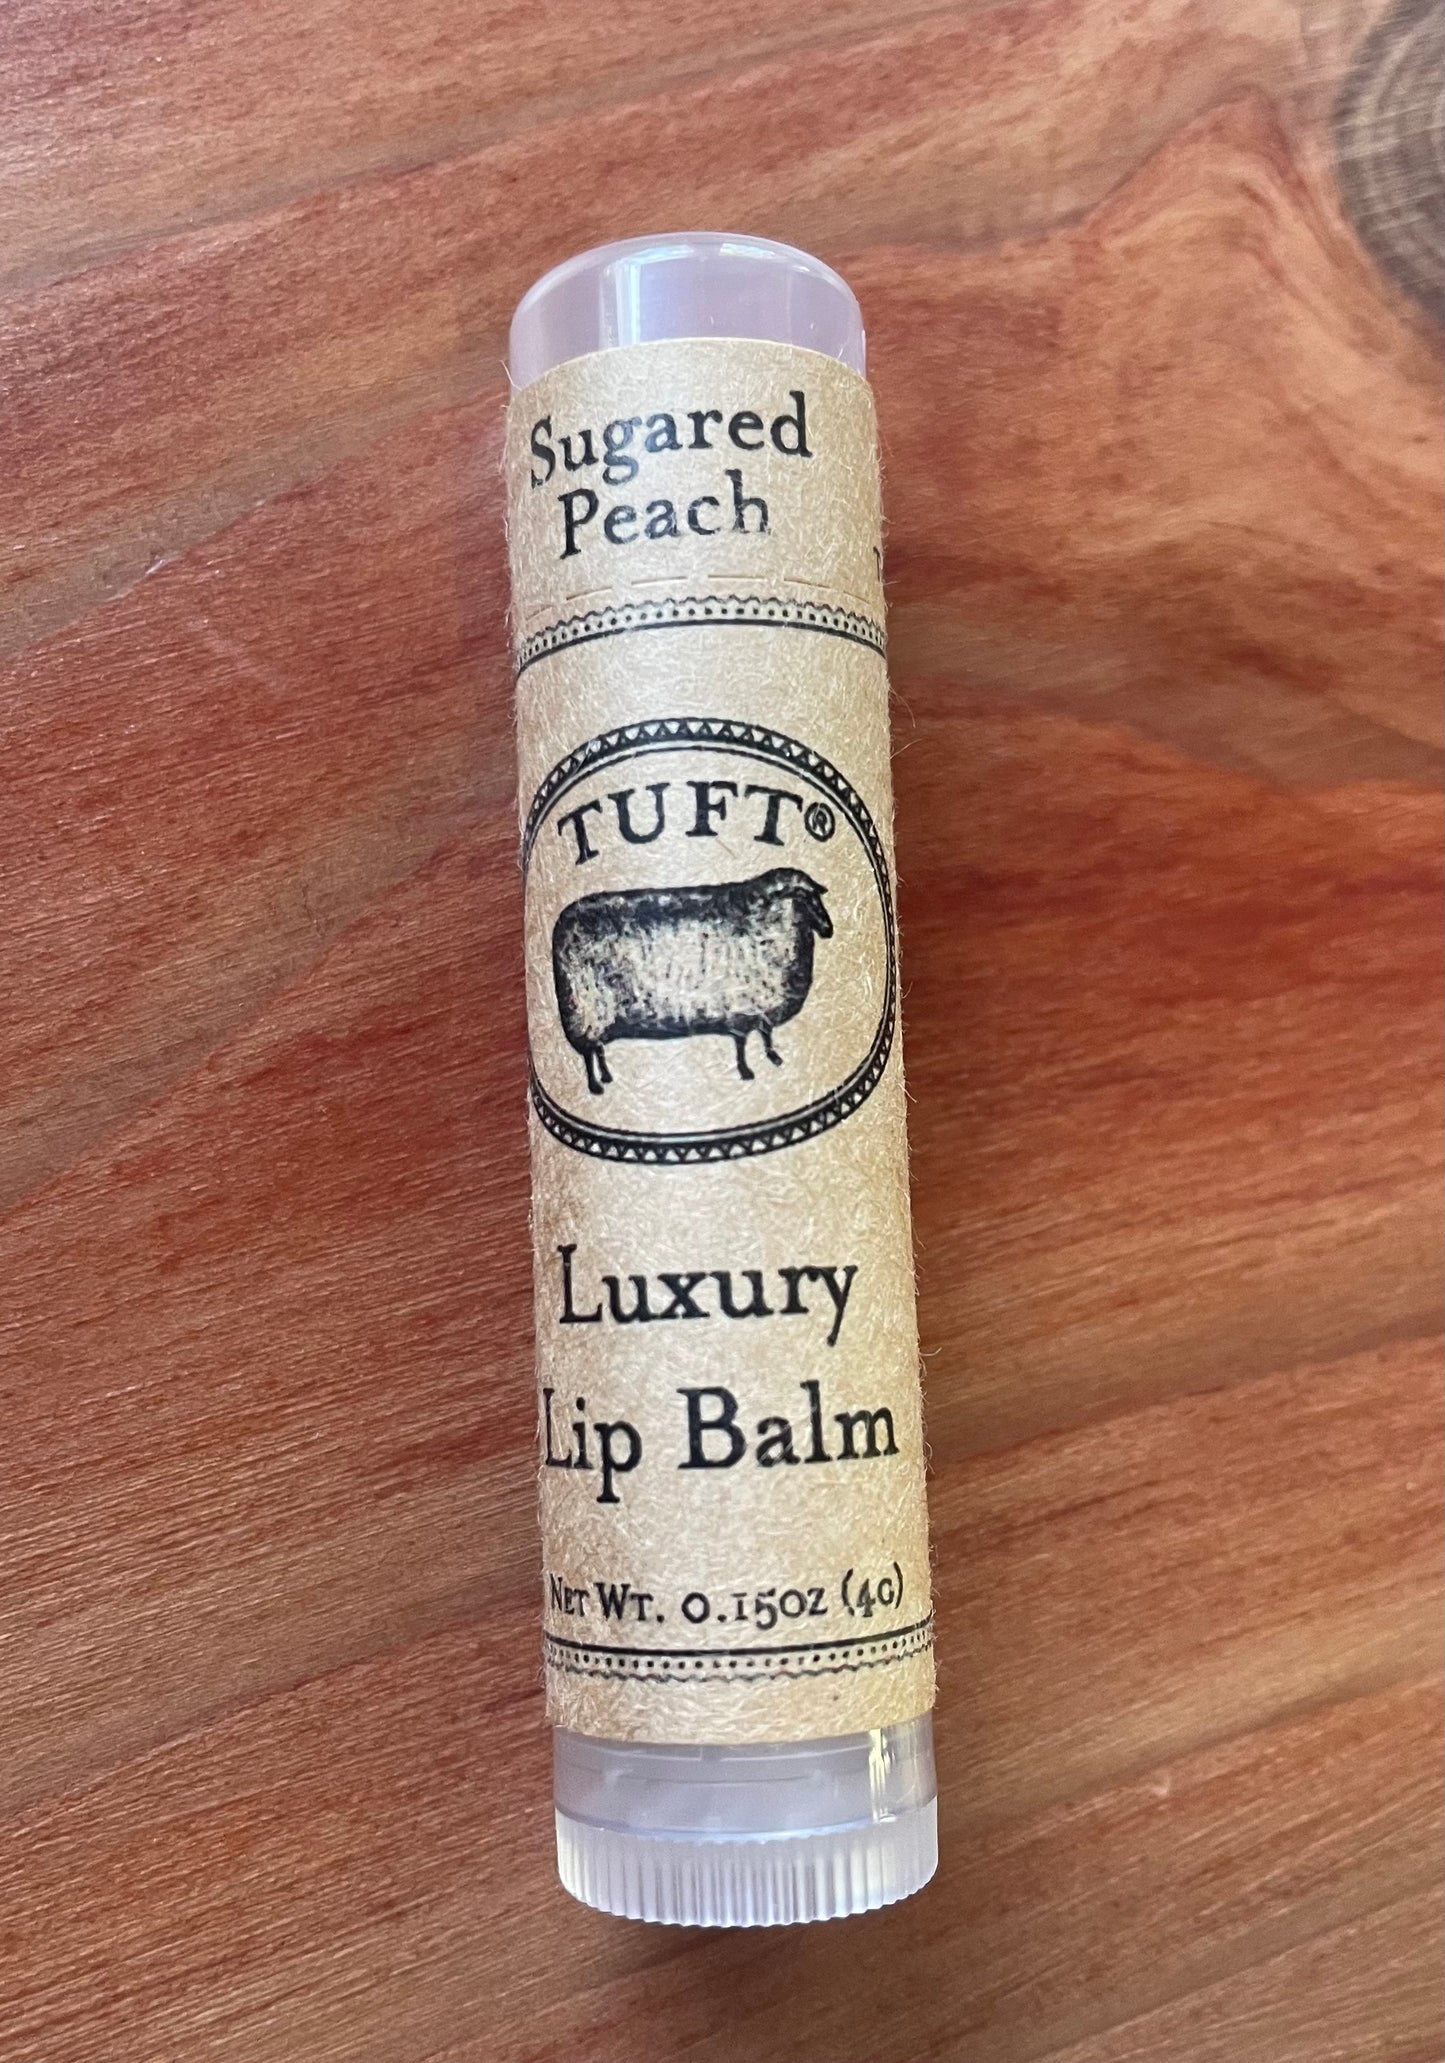 Sugared
Peach
TUFT®
Luxury
Lip Balm
Net Wt. 0.15oz (4g)